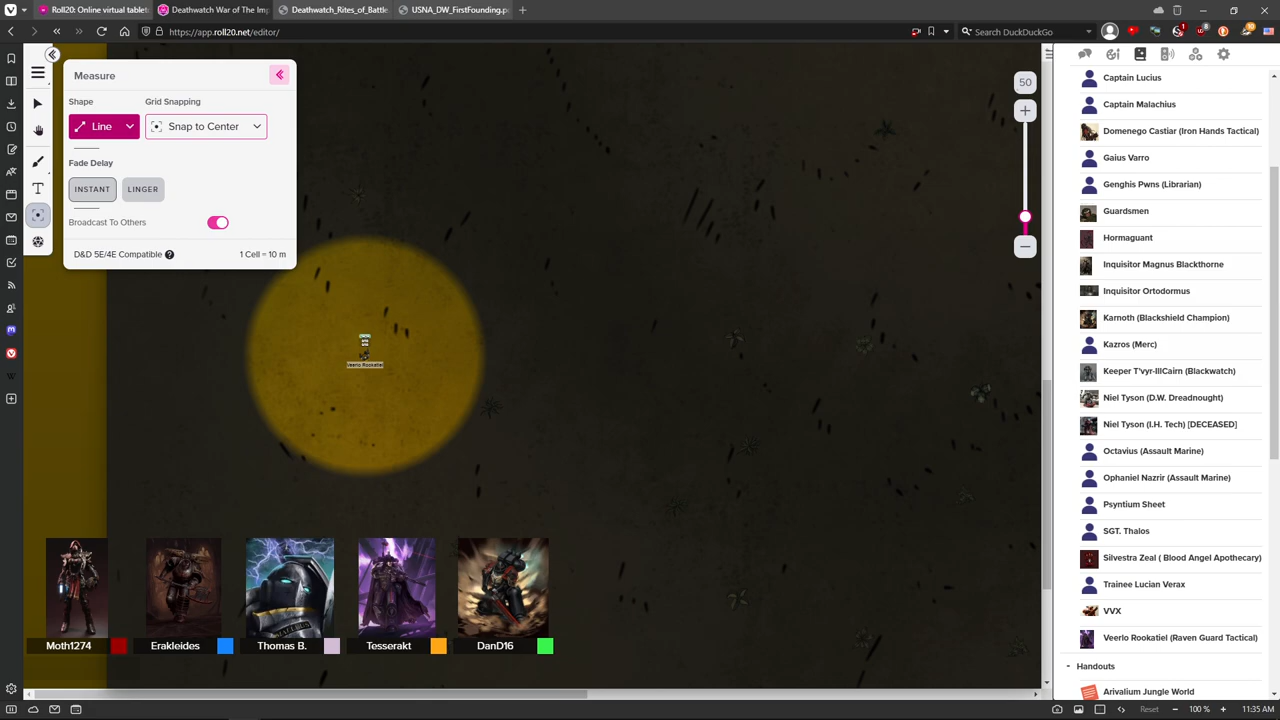 Roll20: Online virtual tablet
Deathwatch War of The Imp
Deathwatch_Rites_of_Battle
USNA_DW_FirstFounding.p
https://app.roll20.net/editor/
Search DuckDuckGo
Measure
Shape
Grid Snapping
Line
Snap to Center
Fade Delay
INSTANT
LINGER
Broadcast To Others
D&D 5E/4E Compatible
1 Cell = 10 m
50
Veerlo Rookatiel
Moth1274
Erakleides
Thomas B.
Tesserakt
DanD16
Captain Lucius
Captain Malachius
Domenego Castiar (Iron Hands Tactical)
Gaius Varro
Genghis Pwns (Librarian)
Guardsmen
Hormaguant
Inquisitor Magnus Blackthorne
Inquisitor Ortodormus
Karnoth (Blackshield Champion)
Kazros (Merc)
Keeper T'vyr-IllCairn (Blackwatch)
Niel Tyson (D.W. Dreadnought)
Niel Tyson (I.H. Tech) [DECEASED]
Octavius (Assault Marine)
Ophaniel Nazrir (Assault Marine)
Psyntium Sheet
SGT. Thalos
Silvestra Zeal ( Blood Angel Apothecary)
Trainee Lucian Verax
VVX
Veerlo Rookatiel (Raven Guard Tactical)
Handouts
Arivalium Jungle World
100 %
11:35 AM